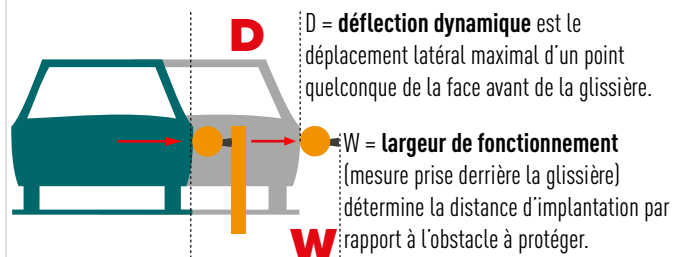 D
D = déflection dynamique est le
déplacement latéral maximal d'un point
quelconque de la face avant de la glissière.
W = largeur de fonctionnement
(mesure prise derrière la glissière)
détermine la distance d'implantation par
W
rapport à l'obstacle à protéger.